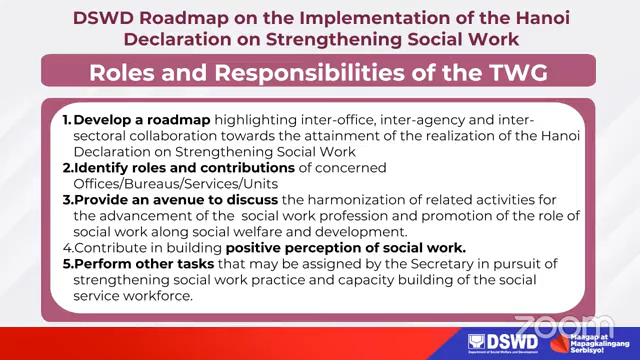 DSWD Roadmap on the Implementation of the Hanoi
Declaration on Strengthening Social Work
Roles and Responsibilities of the TWG
1. Develop a roadmap highlighting inter-office, inter-agency and inter-
sectoral collaboration towards the attainment of the realization of the Hanoi
Declaration on Strengthening Social Work
2.Identify roles and contributions of concerned
Offices/Bureaus/Services/Units
3.Provide an avenue to discuss the harmonization of related activities for
the advancement of the social work profession and promotion of the role of
social work along social welfare and development.
4.Contribute in building positive perception of social work.
5.Perform other tasks that may be assigned by the Secretary in pursuit of
strengthening social work practice and capacity building of the social
service workforce.
zoom
DSWD
Department of Social Welfare and Development
Maagap at
Mapagkalingang
Serbisyo!